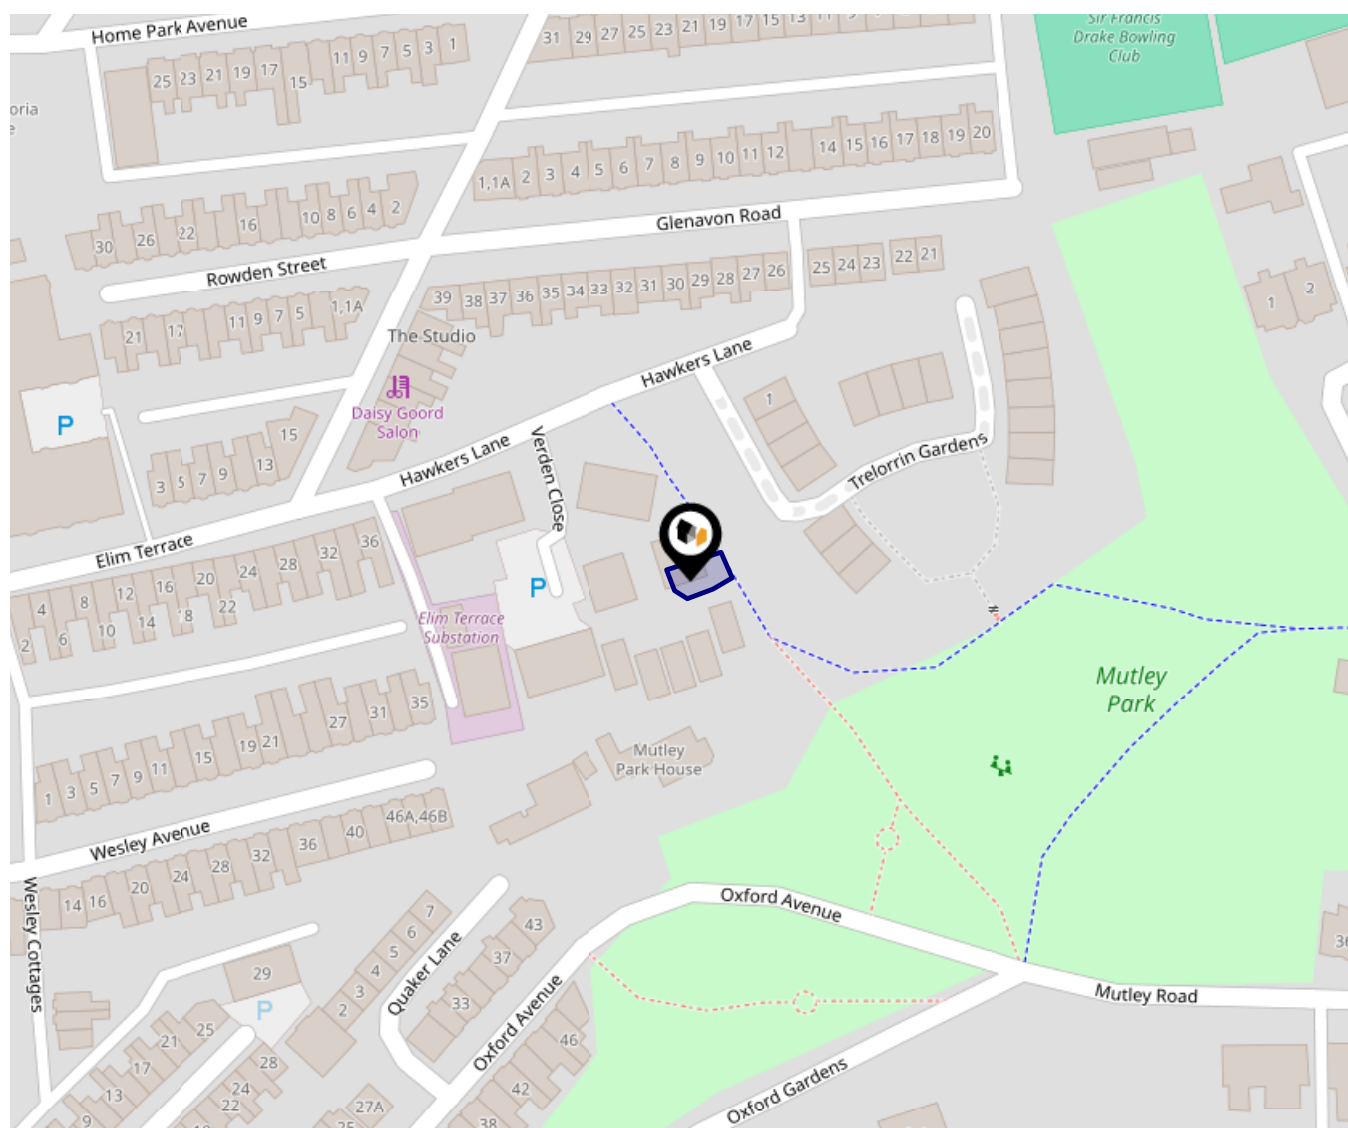 Home Park Avenue
25 23 21 19 17 15 11 9 7 5 3 1
31 29 27 25 23 21 19 17 15 13 11 9
Sir Francis
Drake Bowling
Club
oria
1,1A 2 3 4 5 6 7 8 9 10 11 12 14 15 16 17 18 19 20
30 26 22 16 10 8 6 4 2
Glenavon Road
Rowden Street
25 24 23 22 21
39 38 37 36 35 34 33 32 31 30 29 28 27 26
1 2
21 11 9 7 5 1,1A
The Studio
Hawkers Lane
P
Daisy Goord
Salon
1
3 5 7 9 13 15
Hawkers Lane
Verden Close
Trelorrin Gardens
Elim Terrace
2 4 6 8 10 12 14 16 18 20 22 24 28 32 36
P
Elim Terrace
Substation
Mutley
Park
1 3 5 7 9 11 15 19 21 27 31 35
Mutley
Park House
Wesley Avenue
14 16 20 24 28 32 36 40 46A,46B
Wesley Cottages
Oxford Avenue
7 6 5 4 3 2
Quaker Lane
43 37 33
29
P
Oxford Avenue
Mutley Road
36
25 21 17 13 9
28 24 22
27A
25
46 42 38
Oxford Gardens